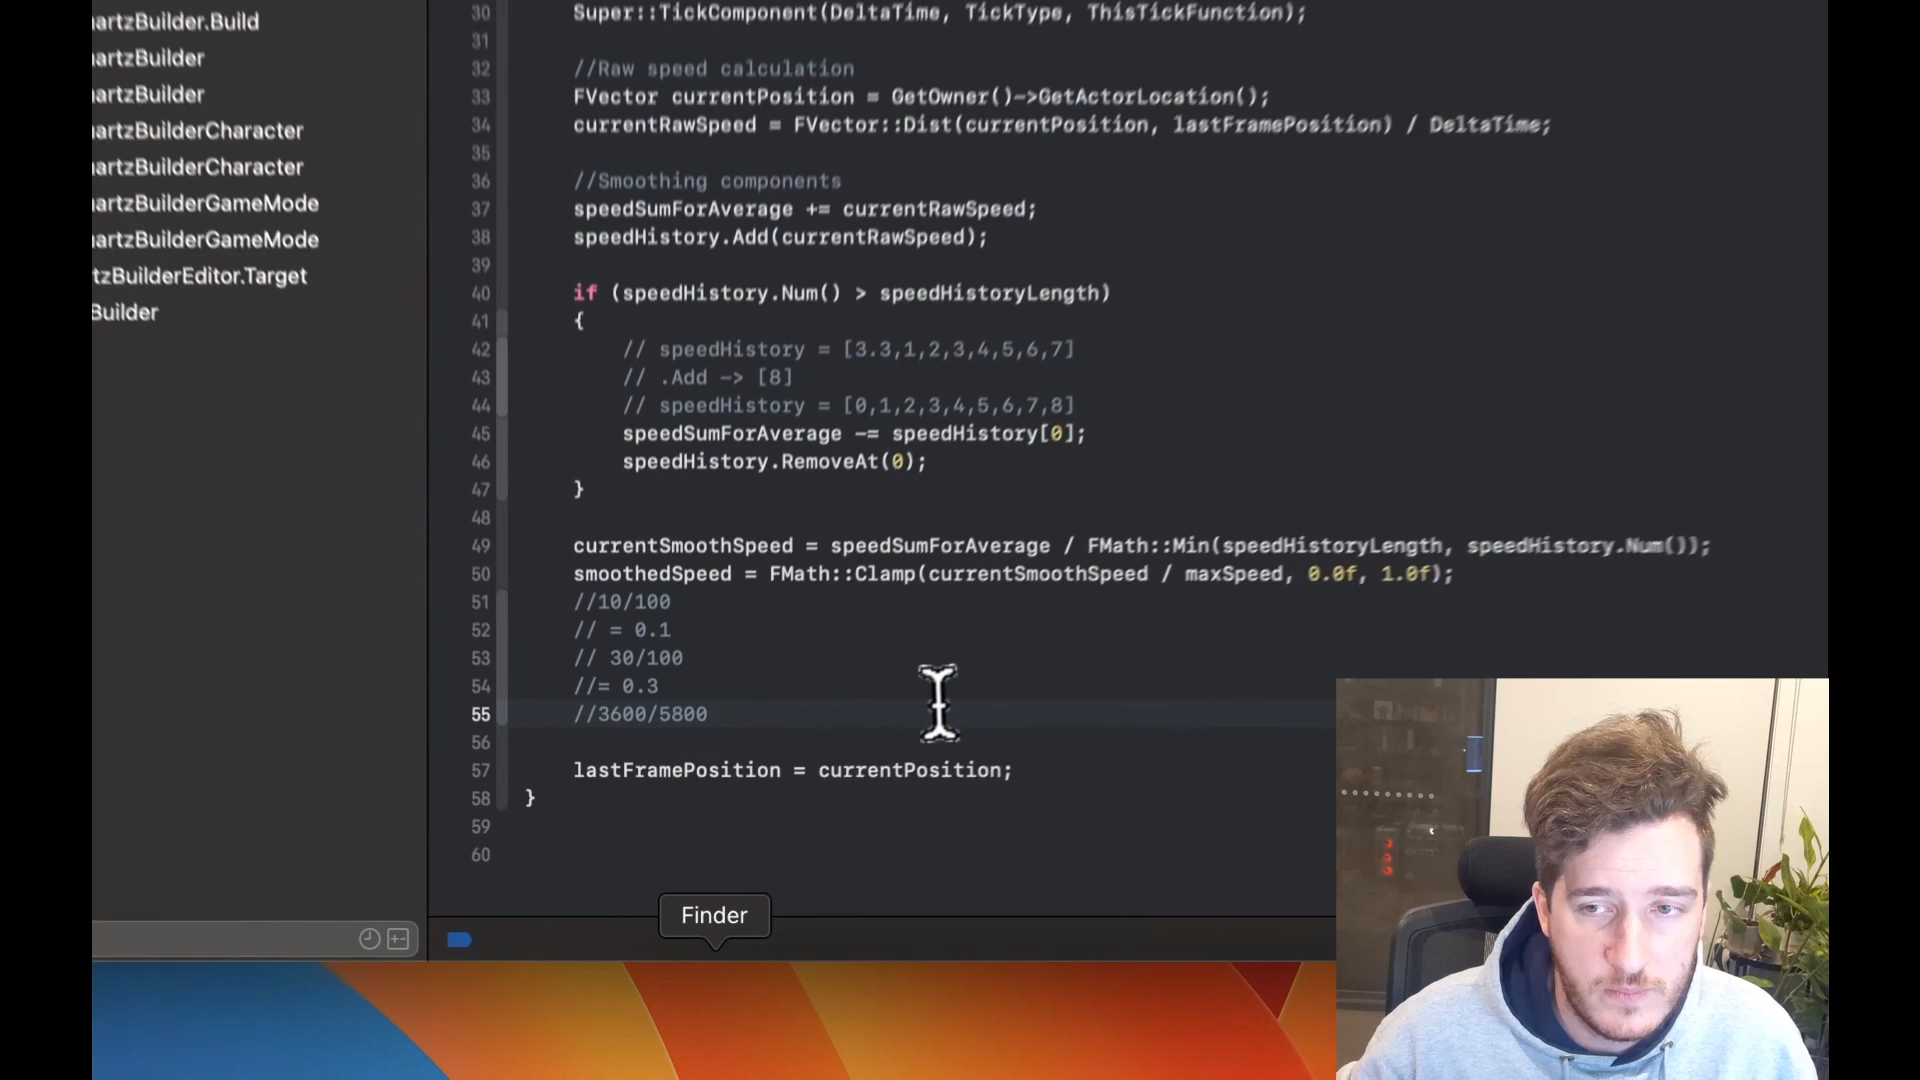 artzBuilder.Build
artzBuilder
artzBuilder
artzBuilderCharacter
artzBuilderCharacter
artzBuilderGameMode
artzBuilderGameMode
tzBuilderEditor.Target
Builder
30 Super::TickComponent(DeltaTime, TickType, ThisTickFunction);
31
32 //Raw speed calculation
33 FVector currentPosition = GetOwner()->GetActorLocation();
34 currentRawSpeed = FVector::Dist(currentPosition, lastFramePosition) / DeltaTime;
35
36 //Smoothing components
37 speedSumForAverage += currentRawSpeed;
38 speedHistory.Add(currentRawSpeed);
39
40 if (speedHistory.Num() > speedHistoryLength)
41 {
42 // speedHistory = [3.3,1,2,3,4,5,6,7]
43 // .Add -> [8]
44 // speedHistory = [0,1,2,3,4,5,6,7,8]
45 speedSumForAverage -= speedHistory[0];
46 speedHistory.RemoveAt(0);
47 }
48
49 currentSmoothSpeed = speedSumForAverage / FMath::Min(speedHistoryLength, speedHistory.Num());
50 smoothedSpeed = FMath::Clamp(currentSmoothSpeed / maxSpeed, 0.0f, 1.0f);
51 //10/100
52 // = 0.1
53 // 30/100
54 //= 0.3
55 //3600/5800
56
57 lastFramePosition = currentPosition;
58 }
59
60
Finder